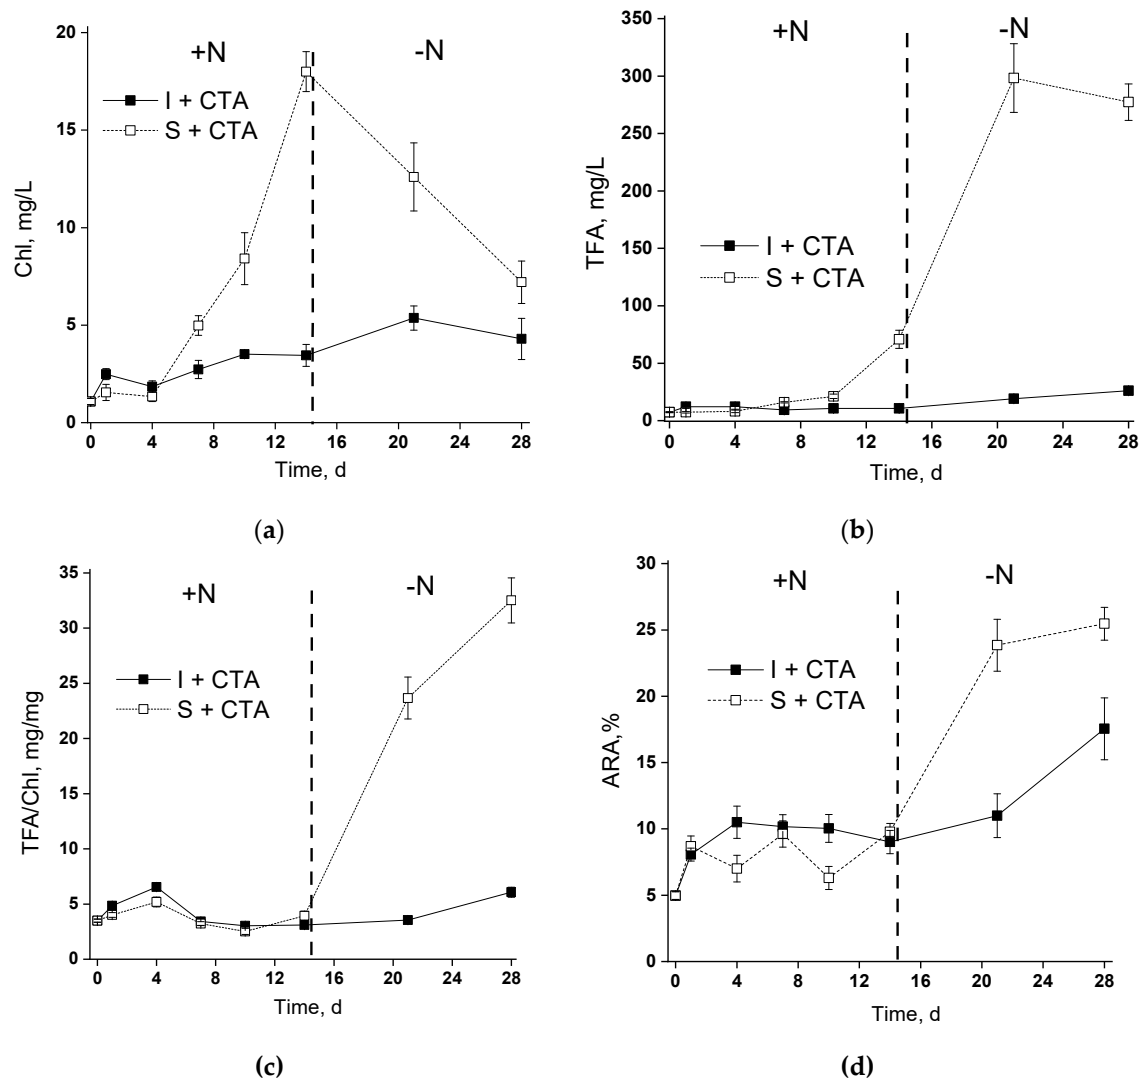 +N -N
I + CTA
S + CTA
Chl, mg/L
20
15
10
5
0
0 4 8 12 16 20 24 28
Time, d
(a)
+N -N
I + CTA
S + CTA
TFA, mg/L
350
300
250
200
150
100
50
0
0 4 8 12 16 20 24 28
Time, d
(b)
+N -N
I + CTA
S + CTA
TFA/Chl, mg/mg
35
30
25
20
15
10
5
0
0 4 8 12 16 20 24 28
Time, d
(c)
+N -N
I + CTA
S + CTA
ARA,%
30
25
20
15
10
5
0
0 4 8 12 16 20 24 28
Time, d
(d)